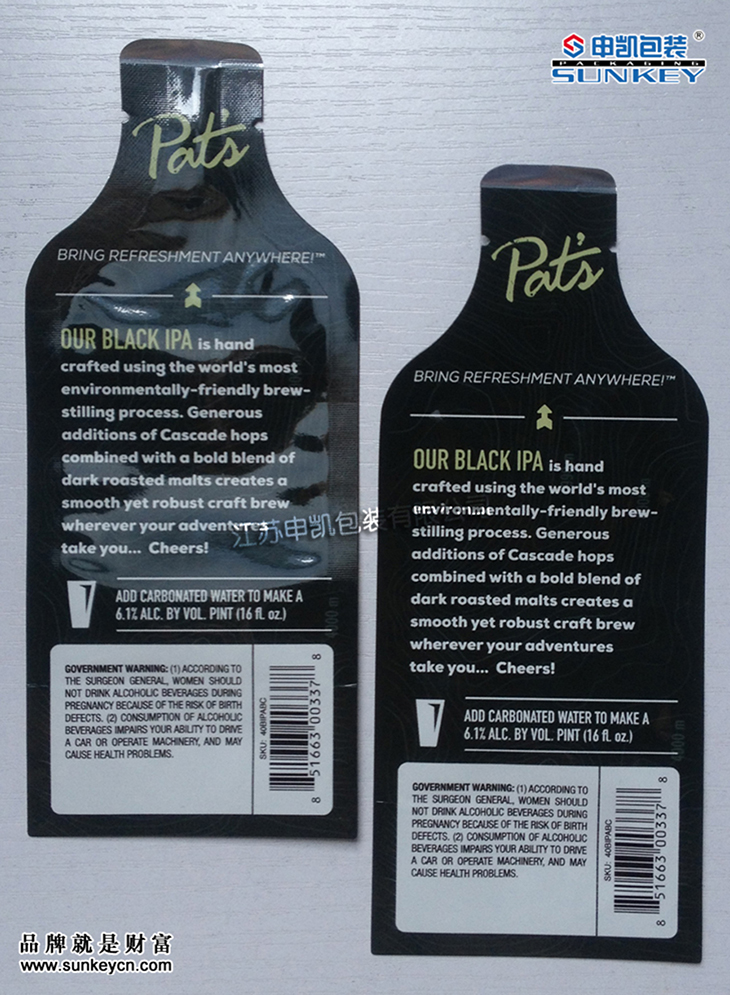 申凯包装®
PACKAGING
SUNKEY
Pat's
BRING REFRESHMENT ANYWHERE!™
OUR BLACK IPA is hand
crafted using the world's most
environmentally-friendly brew-
stilling process. Generous
additions of Cascade hops
combined with a bold blend of
dark roasted malts creates a
smooth yet robust craft brew
wherever your adventures
take you... Cheers!
ADD CARBONATED WATER TO MAKE A
6.1% ALC. BY VOL. PINT (16 fl. oz.)
GOVERNMENT WARNING: (1) ACCORDING TO
THE SURGEON GENERAL, WOMEN SHOULD
NOT DRINK ALCOHOLIC BEVERAGES DURING
PREGNANCY BECAUSE OF THE RISK OF BIRTH
DEFECTS. (2) CONSUMPTION OF ALCOHOLIC
BEVERAGES IMPAIRS YOUR ABILITY TO DRIVE
A CAR OR OPERATE MACHINERY, AND MAY
CAUSE HEALTH PROBLEMS.
SKU: 40BIPABC
8 51663 00337 8
Pat's
BRING REFRESHMENT ANYWHERE!™
OUR BLACK IPA is hand
crafted using the world's most
environmentally-friendly brew-
stilling process. Generous
additions of Cascade hops
combined with a bold blend of
dark roasted malts creates a
smooth yet robust craft brew
wherever your adventures
take you... Cheers!
ADD CARBONATED WATER TO MAKE A
6.1% ALC. BY VOL. PINT (16 fl. oz.)
GOVERNMENT WARNING: (1) ACCORDING TO
THE SURGEON GENERAL, WOMEN SHOULD
NOT DRINK ALCOHOLIC BEVERAGES DURING
PREGNANCY BECAUSE OF THE RISK OF BIRTH
DEFECTS. (2) CONSUMPTION OF ALCOHOLIC
BEVERAGES IMPAIRS YOUR ABILITY TO DRIVE
A CAR OR OPERATE MACHINERY, AND MAY
CAUSE HEALTH PROBLEMS.
SKU: 40BIPABC
8 51663 00337 8
江苏申凯包装有限公司
品牌就是财富
www.sunkeycn.com